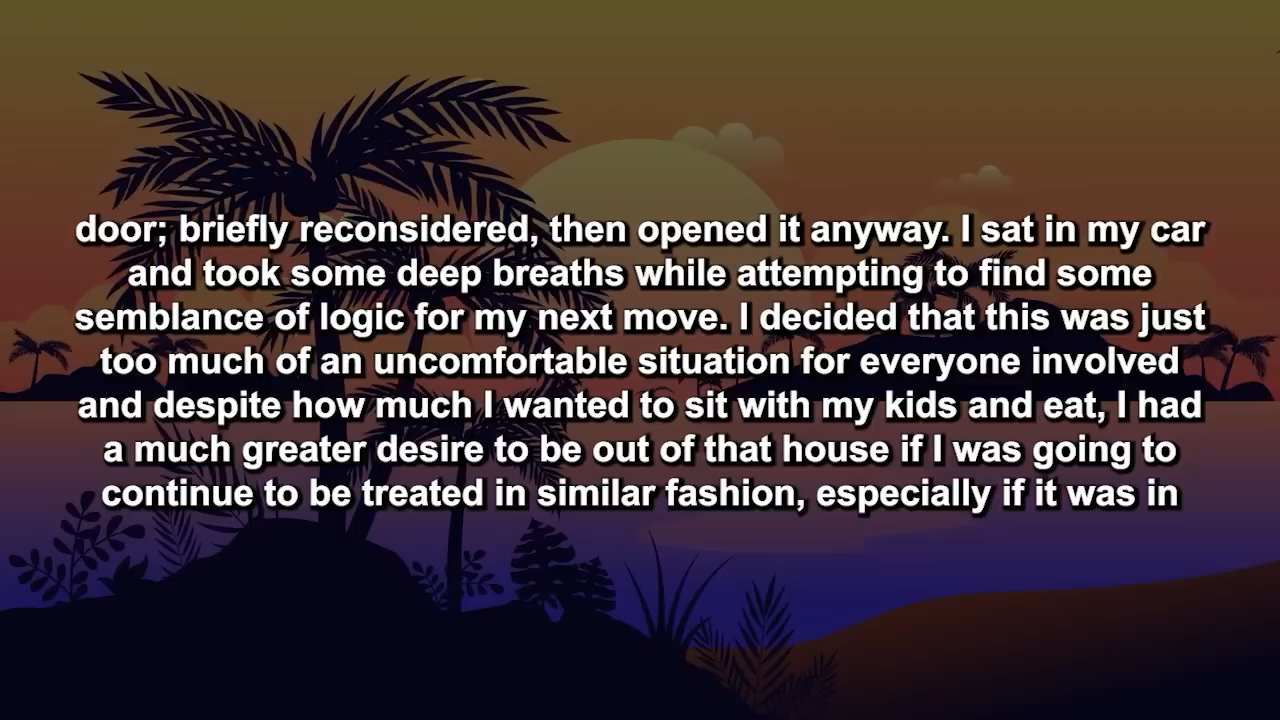 door; briefly reconsidered, then opened it anyway. I sat in my car
and took some deep breaths while attempting to find some
semblance of logic for my next move. I decided that this was just
too much of an uncomfortable situation for everyone involved
and despite how much I wanted to sit with my kids and eat, I had
a much greater desire to be out of that house if I was going to
continue to be treated in similar fashion, especially if it was in